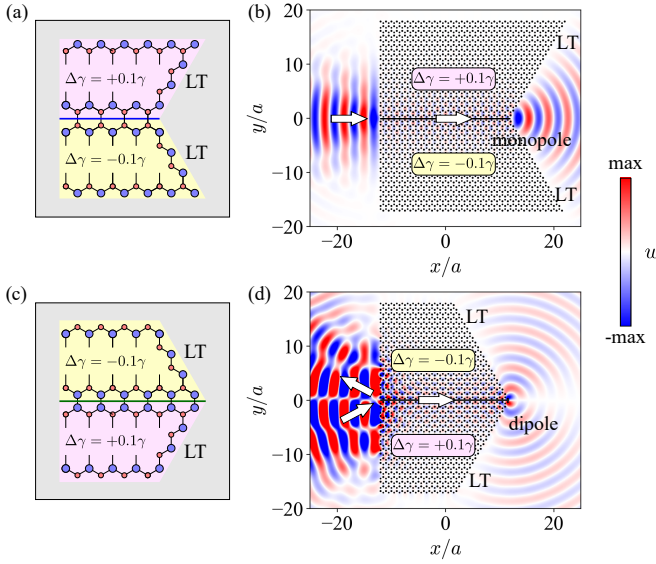 (a)
Δγ = +0.1γ
LT
Δγ = −0.1γ
LT
(b)
20
10
0
−10
−20
y/a
−20
0
20
x/a
LT
Δγ = +0.1γ
monopole
Δγ = −0.1γ
LT
max
w
-max
(c)
Δγ = −0.1γ
LT
Δγ = +0.1γ
LT
(d)
20
10
0
−10
−20
y/a
−20
0
20
x/a
LT
Δγ = −0.1γ
dipole
Δγ = +0.1γ
LT